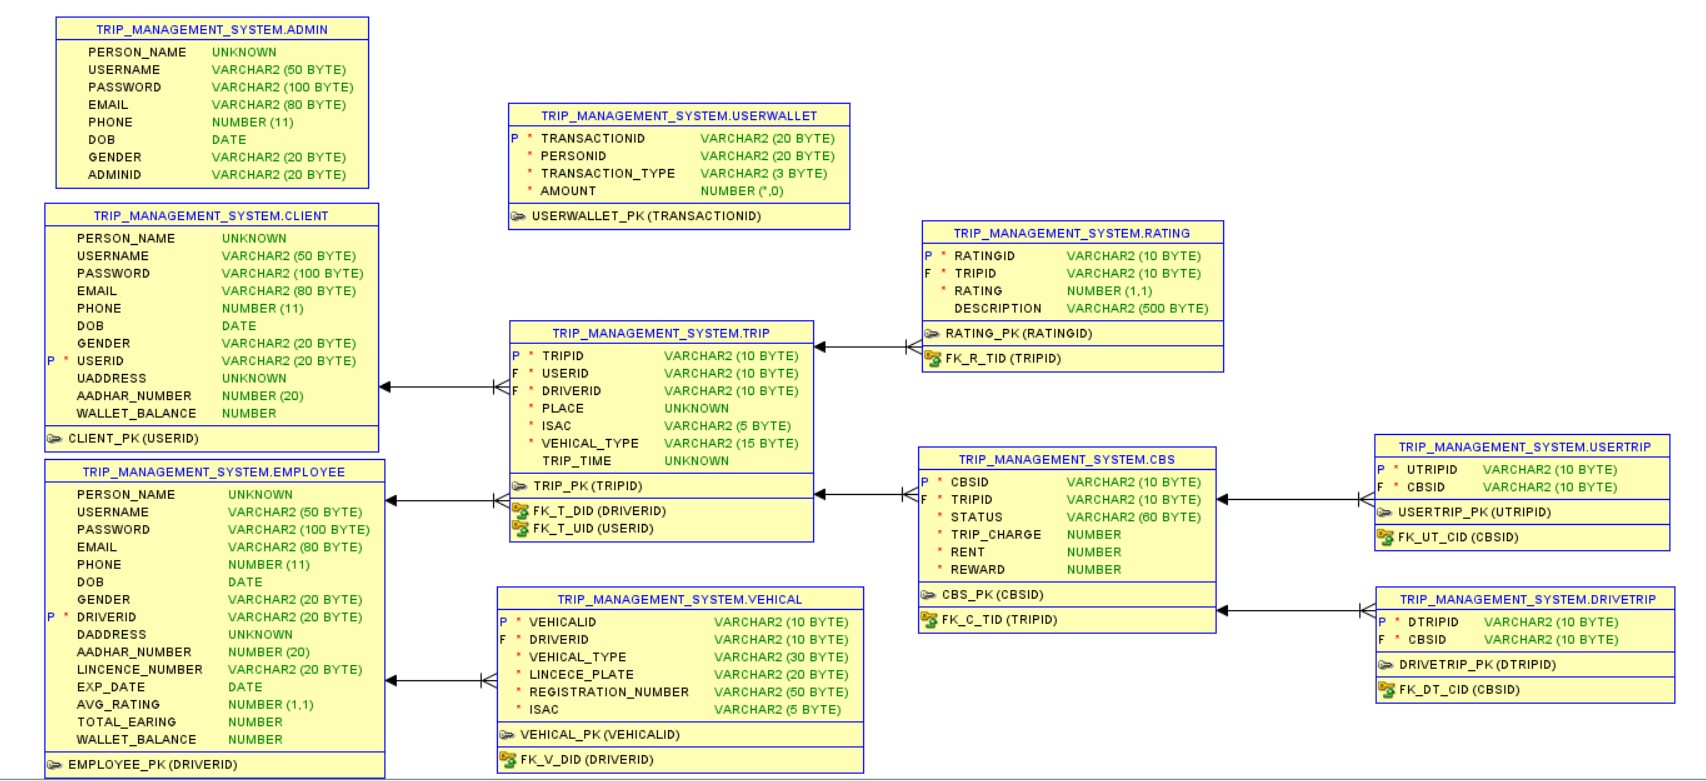 TRIP_MANAGEMENT_SYSTEM.ADMIN
PERSON_NAME UNKNOWN
USERNAME VARCHAR2 (50 BYTE)
PASSWORD VARCHAR2 (100 BYTE)
EMAIL VARCHAR2 (80 BYTE)
PHONE NUMBER (11)
DOB DATE
GENDER VARCHAR2 (20 BYTE)
ADMINID VARCHAR2 (20 BYTE)
TRIP_MANAGEMENT_SYSTEM.CLIENT
PERSON_NAME UNKNOWN
USERNAME VARCHAR2 (50 BYTE)
PASSWORD VARCHAR2 (100 BYTE)
EMAIL VARCHAR2 (80 BYTE)
PHONE NUMBER (11)
DOB DATE
GENDER VARCHAR2 (20 BYTE)
P * USERID VARCHAR2 (20 BYTE)
UADDRESS UNKNOWN
AADHAR_NUMBER NUMBER (20)
WALLET_BALANCE NUMBER
CLIENT_PK (USERID)
TRIP_MANAGEMENT_SYSTEM.EMPLOYEE
PERSON_NAME UNKNOWN
USERNAME VARCHAR2 (50 BYTE)
PASSWORD VARCHAR2 (100 BYTE)
EMAIL VARCHAR2 (80 BYTE)
PHONE NUMBER (11)
DOB DATE
GENDER VARCHAR2 (20 BYTE)
P * DRIVERID VARCHAR2 (20 BYTE)
DADDRESS UNKNOWN
AADHAR_NUMBER NUMBER (20)
LINCENCE_NUMBER VARCHAR2 (20 BYTE)
EXP_DATE DATE
AVG_RATING NUMBER (1,1)
TOTAL_EARING NUMBER
WALLET_BALANCE NUMBER
EMPLOYEE_PK (DRIVERID)
TRIP_MANAGEMENT_SYSTEM.USERWALLET
P * TRANSACTIONID VARCHAR2 (20 BYTE)
* PERSONID VARCHAR2 (20 BYTE)
* TRANSACTION_TYPE VARCHAR2 (3 BYTE)
* AMOUNT NUMBER (*,0)
USERWALLET_PK (TRANSACTIONID)
TRIP_MANAGEMENT_SYSTEM.TRIP
P * TRIPID VARCHAR2 (10 BYTE)
F * USERID VARCHAR2 (10 BYTE)
F * DRIVERID VARCHAR2 (10 BYTE)
* PLACE UNKNOWN
* ISAC VARCHAR2 (5 BYTE)
* VEHICAL_TYPE VARCHAR2 (15 BYTE)
TRIP_TIME UNKNOWN
TRIP_PK (TRIPID)
FK_T_DID (DRIVERID)
FK_T_UID (USERID)
TRIP_MANAGEMENT_SYSTEM.VEHICAL
P * VEHICALID VARCHAR2 (10 BYTE)
F * DRIVERID VARCHAR2 (10 BYTE)
* VEHICAL_TYPE VARCHAR2 (30 BYTE)
* LINCECE_PLATE VARCHAR2 (20 BYTE)
* REGISTRATION_NUMBER VARCHAR2 (50 BYTE)
* ISAC VARCHAR2 (5 BYTE)
VEHICAL_PK (VEHICALID)
FK_V_DID (DRIVERID)
TRIP_MANAGEMENT_SYSTEM.RATING
P * RATINGID VARCHAR2 (10 BYTE)
F * TRIPID VARCHAR2 (10 BYTE)
* RATING NUMBER (1,1)
DESCRIPTION VARCHAR2 (500 BYTE)
RATING_PK (RATINGID)
FK_R_TID (TRIPID)
TRIP_MANAGEMENT_SYSTEM.CBS
P * CBSID VARCHAR2 (10 BYTE)
F * TRIPID VARCHAR2 (10 BYTE)
* STATUS VARCHAR2 (60 BYTE)
* TRIP_CHARGE NUMBER
* RENT NUMBER
* REWARD NUMBER
CBS_PK (CBSID)
FK_C_TID (TRIPID)
TRIP_MANAGEMENT_SYSTEM.USERTRIP
P * UTRIPID VARCHAR2 (10 BYTE)
F * CBSID VARCHAR2 (10 BYTE)
USERTRIP_PK (UTRIPID)
FK_UT_CID (CBSID)
TRIP_MANAGEMENT_SYSTEM.DRIVETRIP
P * DTRIPID VARCHAR2 (10 BYTE)
F * CBSID VARCHAR2 (10 BYTE)
DRIVETRIP_PK (DTRIPID)
FK_DT_CID (CBSID)